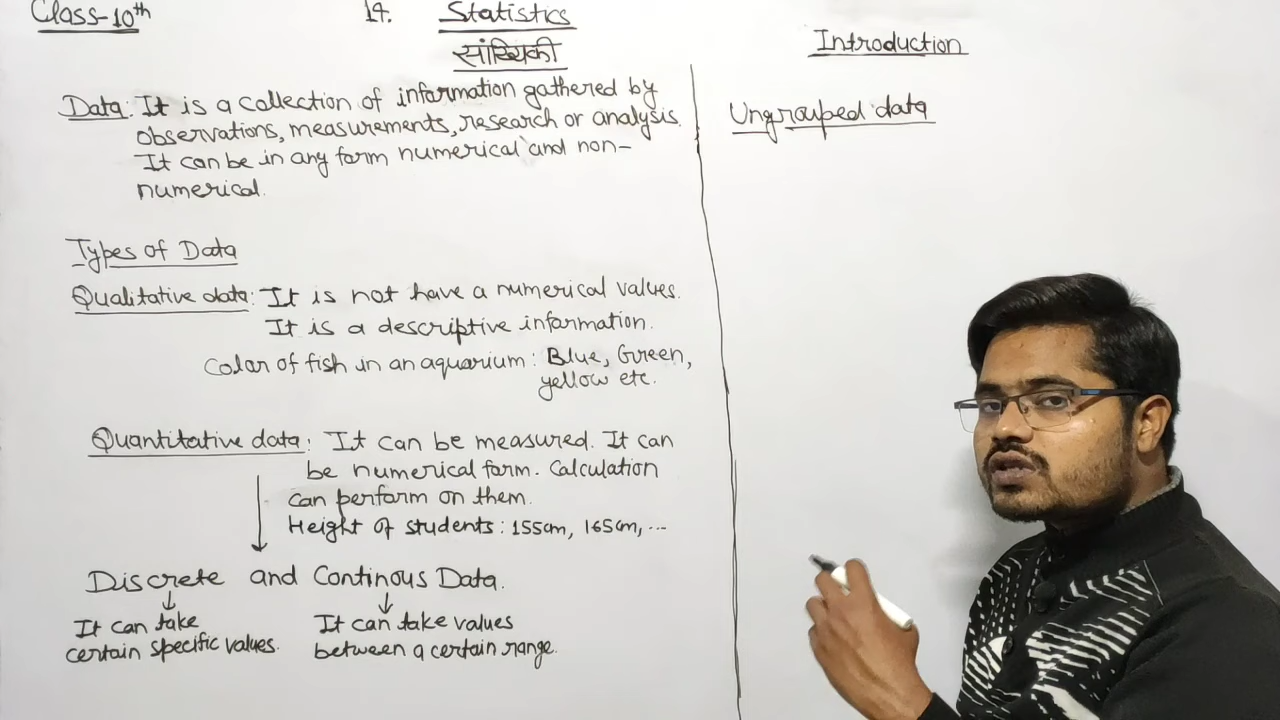 Class-10th
14. Statistics
सांख्यिकी
Introduction
Data: It is a collection of information gathered by
observations, measurements, research or analysis.
It can be in any form numerical and non-
numerical.
Types of Data
Qualitative data: It is not have a numerical values.
It is a descriptive information.
Color of fish in an aquarium: Blue, Green,
yellow etc.
Quantitative data: It can be measured. It can
be numerical form. Calculation
can perform on them.
Height of students: 155cm, 165cm, ...
Discrete and Continous Data.
It can take
certain specific values.
It can take values
between a certain range.
Ungrouped data